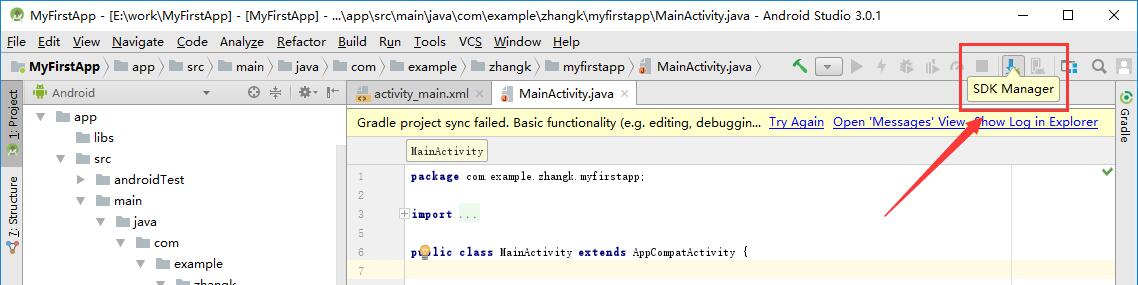 MyFirstApp - [E:\work\MyFirstApp] - [MyFirstApp] - ...\app\src\main\java\com\example\zhangk\myfirstapp\MainActivity.java - Android Studio 3.0.1
File Edit View Navigate Code Analyze Refactor Build Run Tools VCS Window Help
MyFirstApp app src main java com example zhangk myfirstapp MainActivity.java
SDK Manager
1: Project
7: Structure
Android
app
libs
src
androidTest
main
java
com
example
zhangk
activity_main.xml MainActivity.java
Gradle project sync failed. Basic functionality (e.g. editing, debuggin... Try Again Open 'Messages' View Show Log in Explorer
MainActivity
1 package com.example.zhangk.myfirstapp;
2
3 import ...
5
6 public class MainActivity extends AppCompatActivity {
7
Gradle